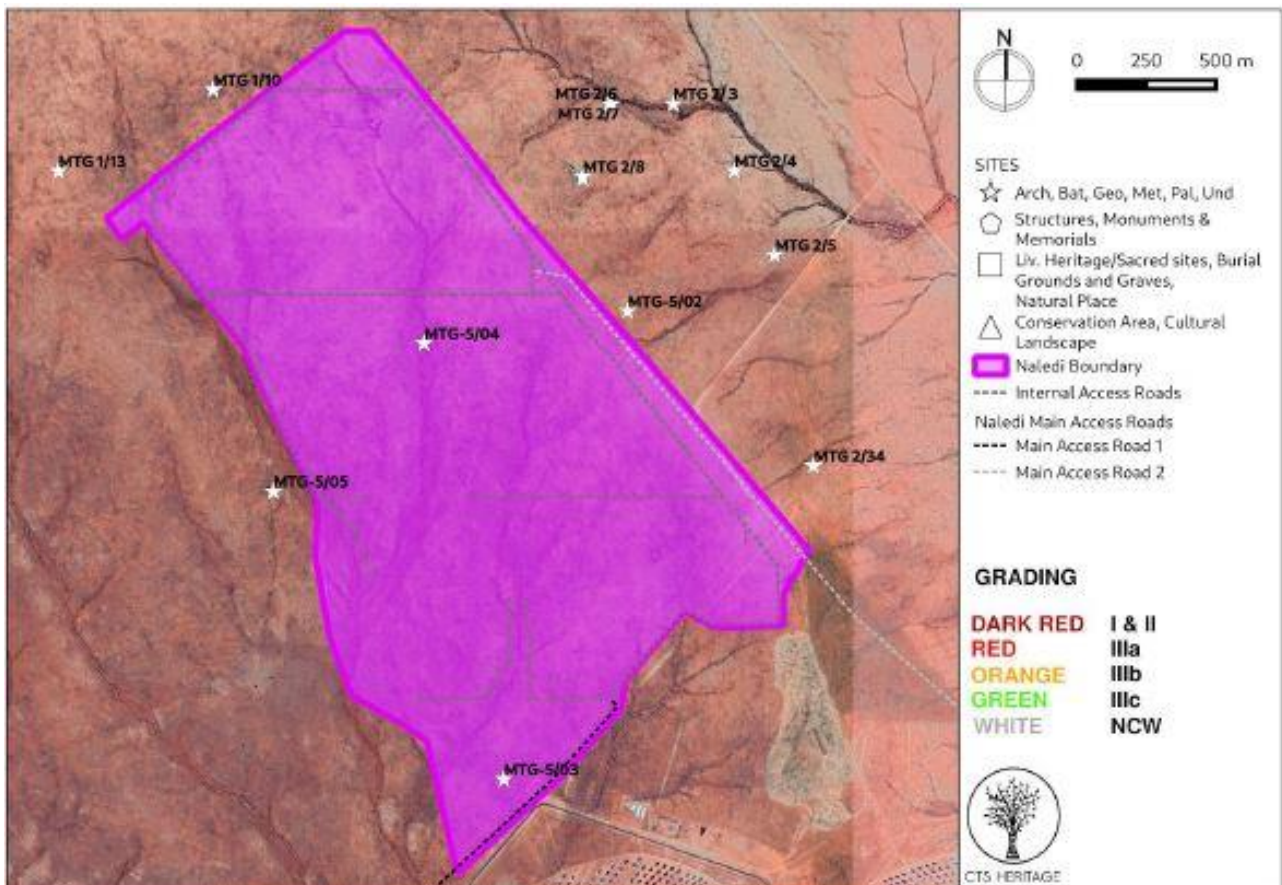 MTG 1/10
MTG 2/6
MTG 2/3
MTG 2/7
MTG 1/13
MTG 2/8
MTG 2/4
MTG 2/5
MTG-5/02
MTG-5/04
MTG 2/34
MTG-5/05
MTG-5/03
N
0 250 500 m
SITES
Arch, Bat, Geo, Met, Pal, Und
Structures, Monuments &
Memorials
Liv. Heritage/Sacred sites, Burial
Grounds and Graves,
Natural Place
Conservation Area, Cultural
Landscape
Naledi Boundary
Internal Access Roads
Naledi Main Access Roads
Main Access Road 1
Main Access Road 2
GRADING
DARK RED I & II
RED IIIa
ORANGE IIIb
GREEN IIIc
WHITE NCW
CTS HERITAGE